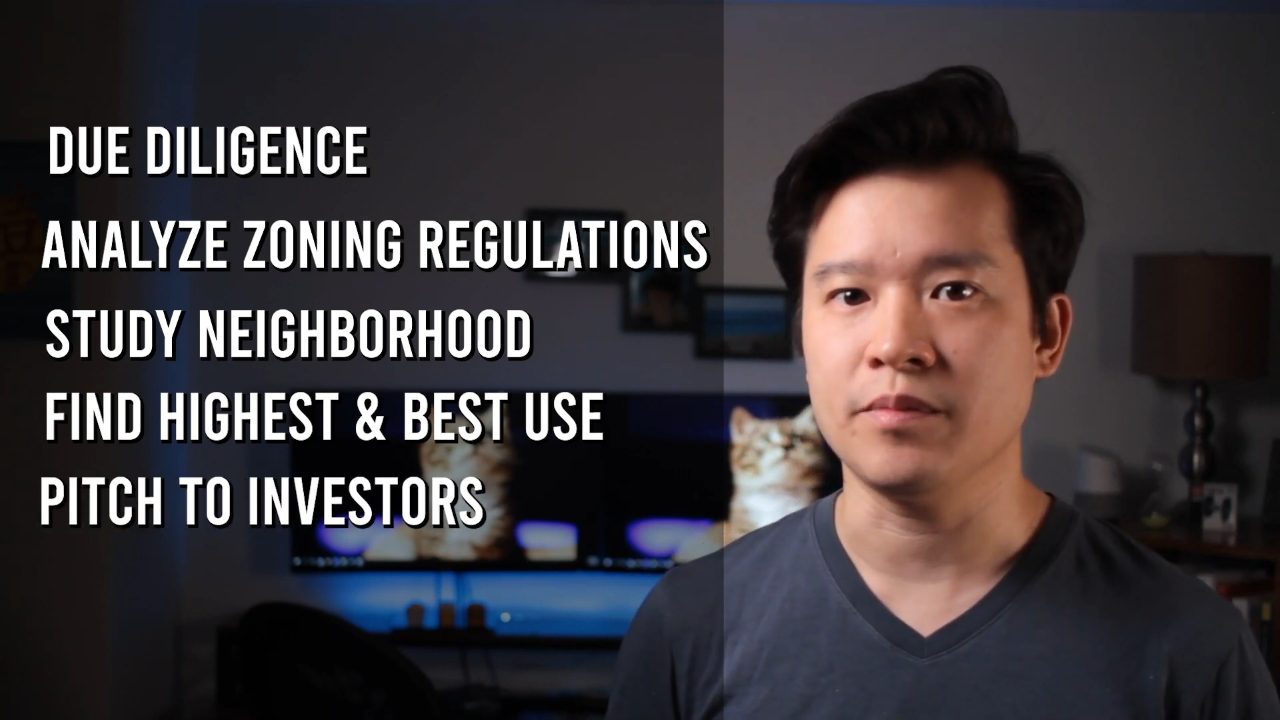 DUE DILIGENCE
ANALYZE ZONING REGULATIONS
STUDY NEIGHBORHOOD
FIND HIGHEST & BEST USE
PITCH TO INVESTORS